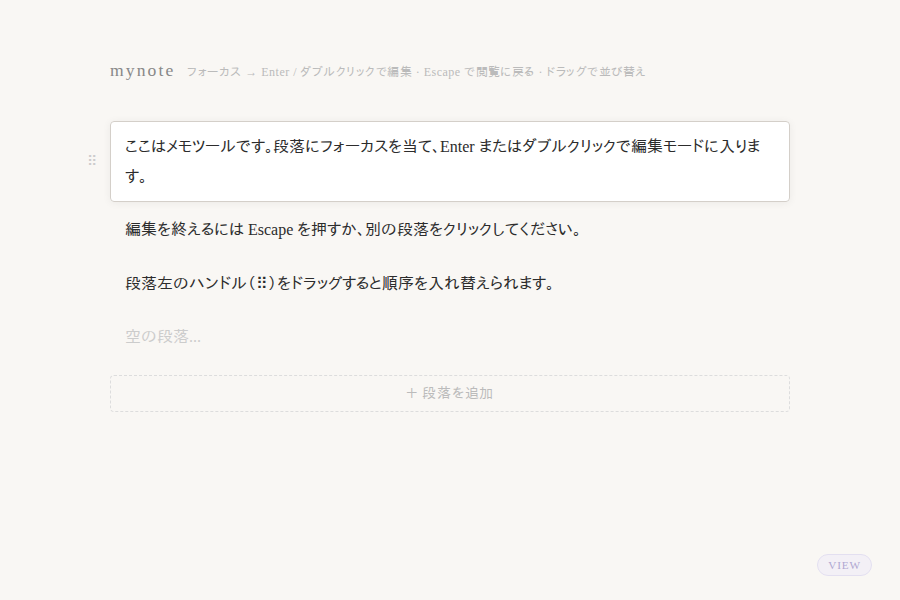 mynote フォーカス → Enter / ダブルクリックで編集 · Escape で閲覧に戻る · ドラッグで並び替え
ここはメモツールです。段落にフォーカスを当て、Enter またはダブルクリックで編集モードに入りま
す。
編集を終えるには Escape を押すか、別の段落をクリックしてください。
段落左のハンドル（⠿）をドラッグすると順序を入れ替えられます。
空の段落...
＋ 段落を追加
VIEW